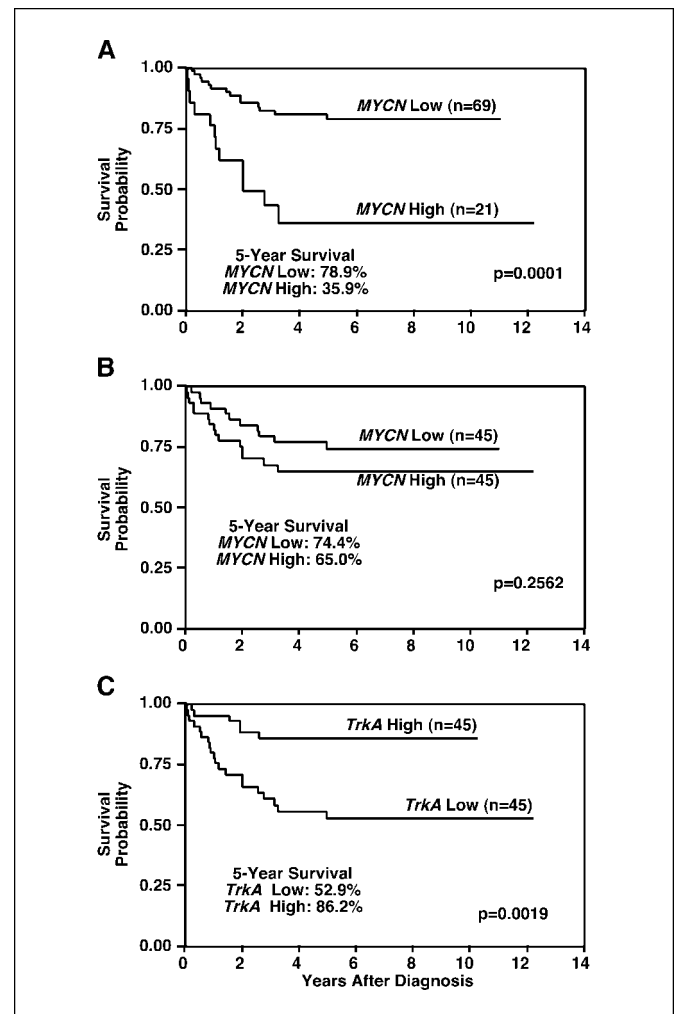 A
1.00
0.75
0.50
0.25
0.00
Survival
Probability
MYCN Low (n=69)
MYCN High (n=21)
5-Year Survival
MYCN Low: 78.9%
MYCN High: 35.9%
p=0.0001
0 2 4 6 8 10 12 14
B
1.00
0.75
0.50
0.25
0.00
Survival
Probability
MYCN Low (n=45)
MYCN High (n=45)
5-Year Survival
MYCN Low: 74.4%
MYCN High: 65.0%
p=0.2562
0 2 4 6 8 10 12 14
C
1.00
0.75
0.50
0.25
0.00
Survival
Probability
TrkA High (n=45)
TrkA Low (n=45)
5-Year Survival
TrkA Low: 52.9%
TrkA High: 86.2%
p=0.0019
0 2 4 6 8 10 12 14
Years After Diagnosis